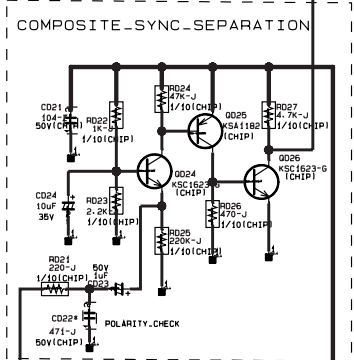 COMPOSITE_SYNC_SEPARATION
RD24
47K-J
1/10(CHIP)
CD21
104-Z
50V(CHIP)
RD22
1K-J
1/10(CHIP)
QD25
KSA1182
(CHIP)
RD27
4.7K-J
1/10(CHIP)
QD26
KSC1623-G
(CHIP)
QD24
KSC1623-G
(CHIP)
CD24
10uF
35V
RD23
2.2K-J
1/10(CHIP)
RD26
470-J
1/10(CHIP)
RD25
220K-J
1/10(CHIP)
RD21
220-J
1/10(CHIP)
50V
1uF
CD23
CD22*
471-J
50V(CHIP)
POLARITY_CHECK